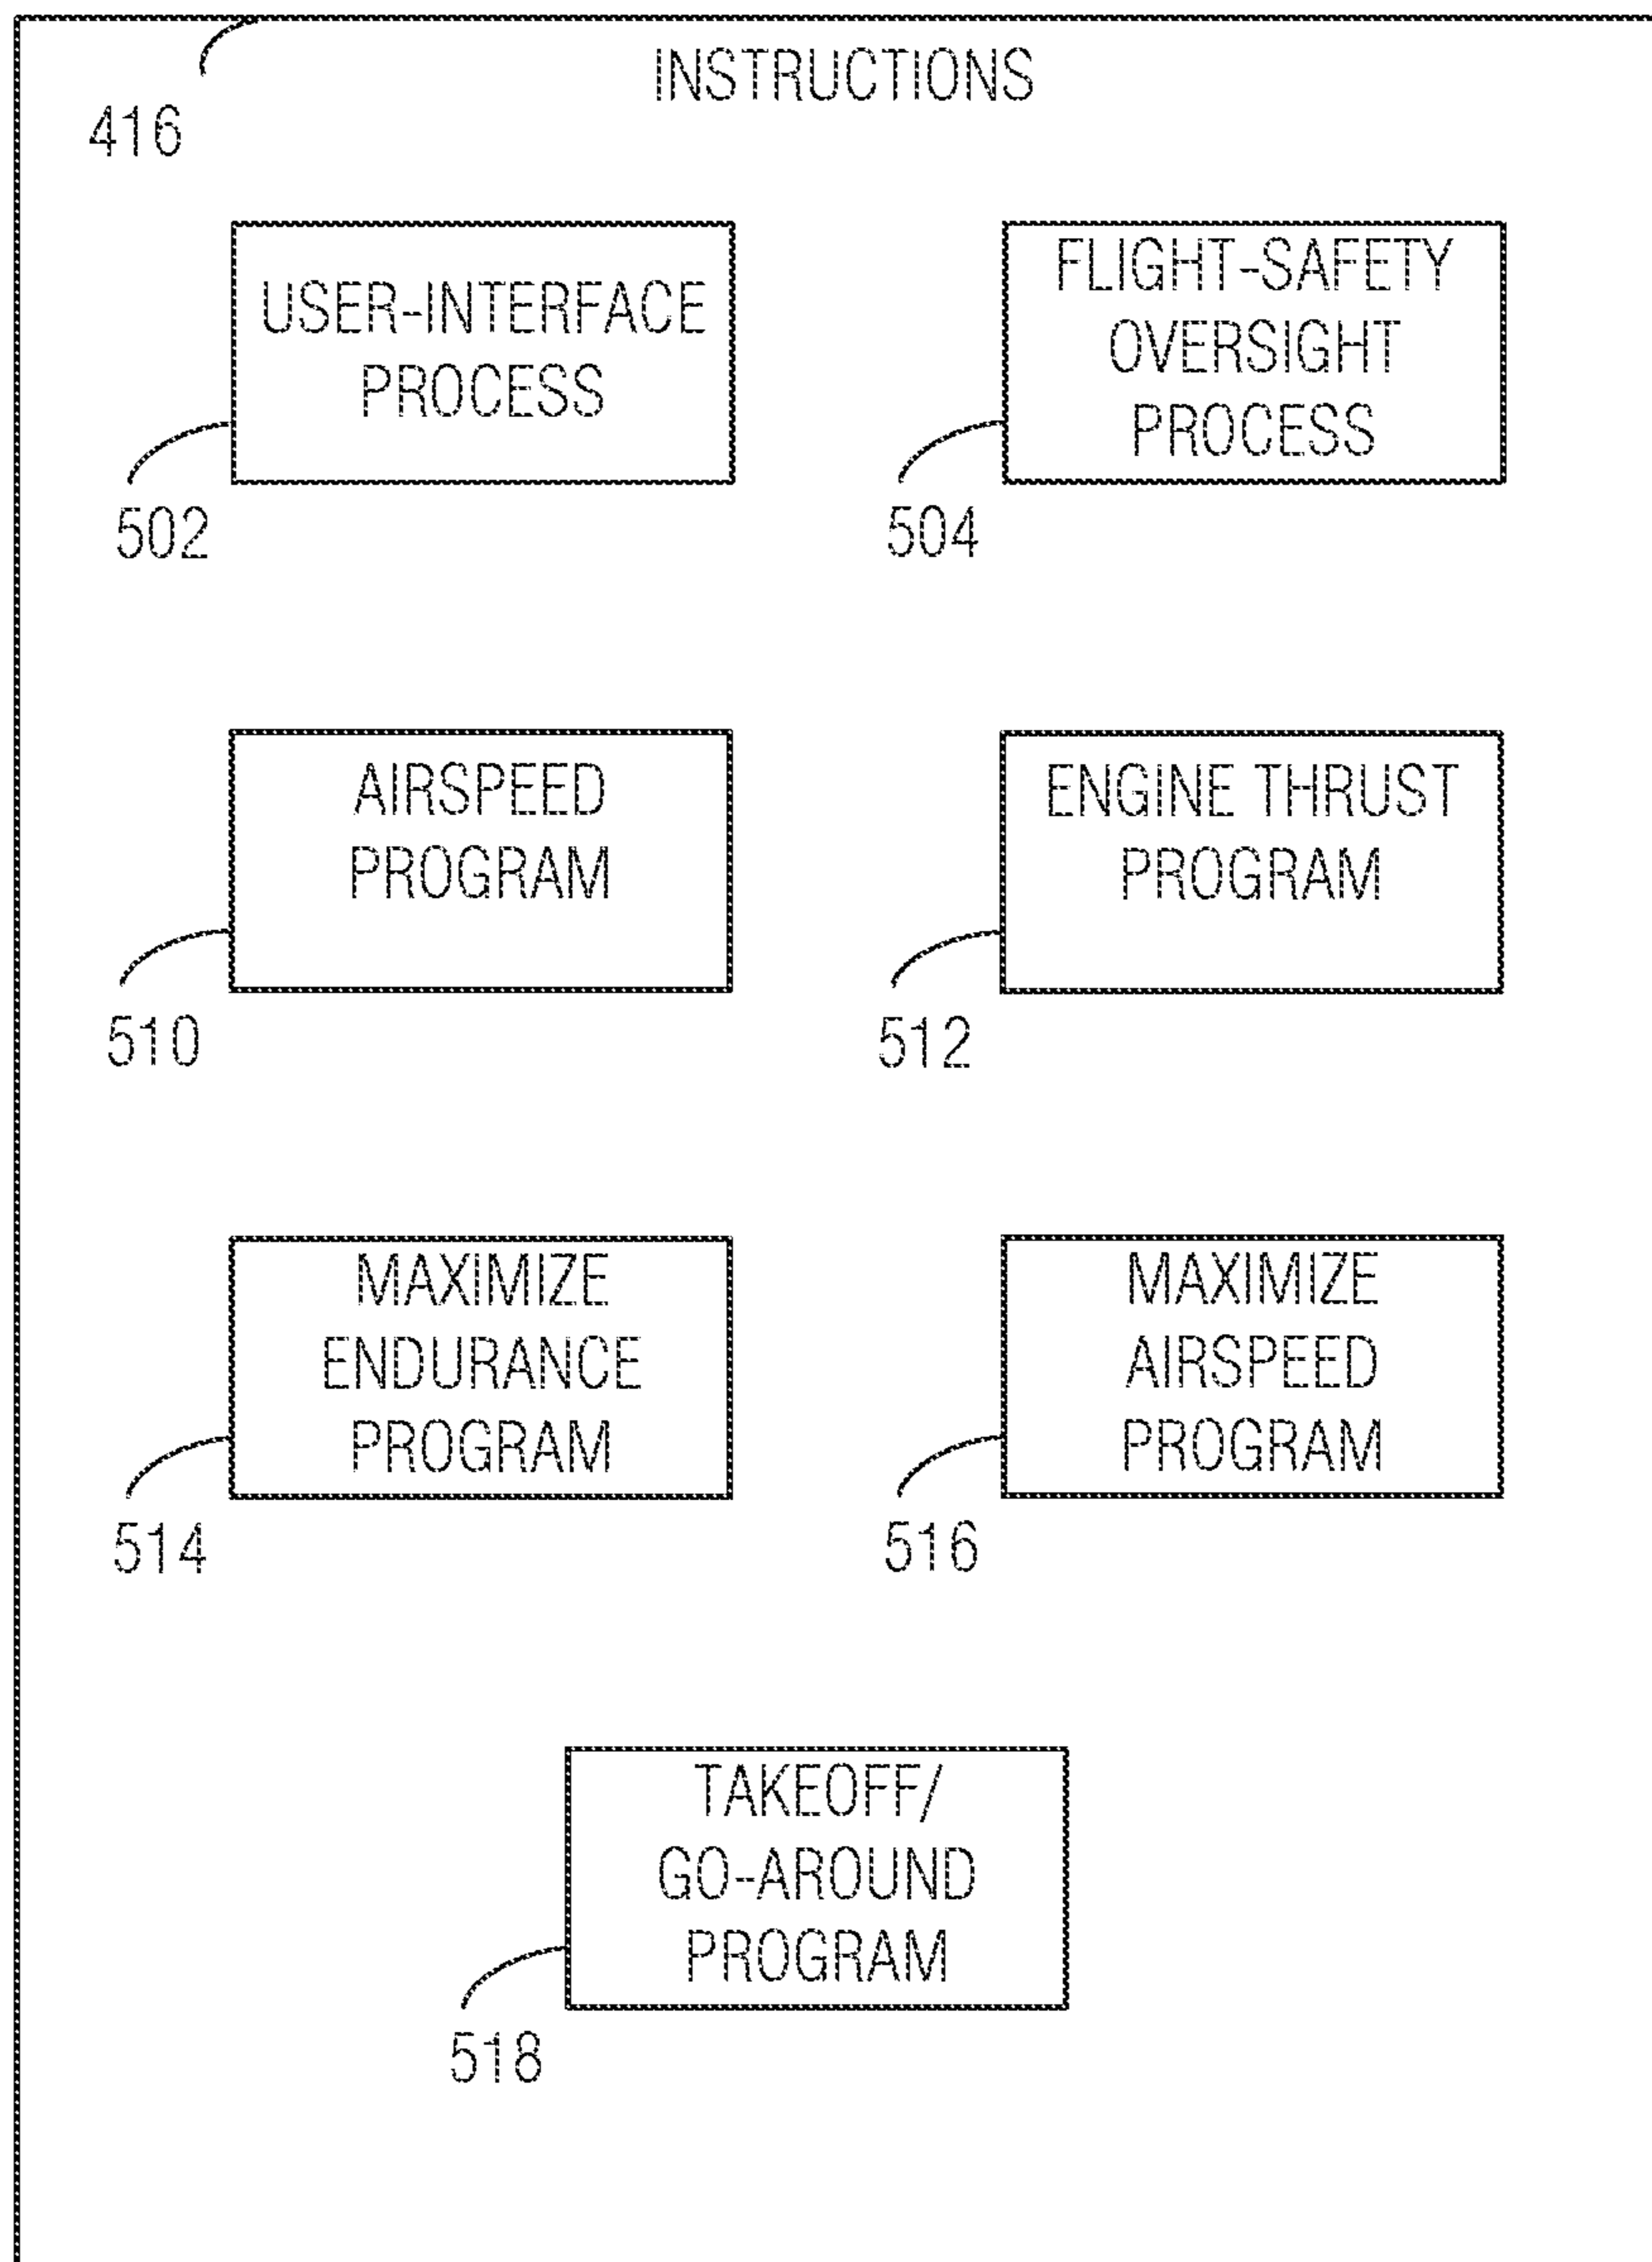 INSTRUCTIONS
416
USER-INTERFACE
PROCESS
502
FLIGHT-SAFETY
OVERSIGHT
PROCESS
504
AIRSPEED
PROGRAM
510
ENGINE THRUST
PROGRAM
512
MAXIMIZE
ENDURANCE
PROGRAM
514
MAXIMIZE
AIRSPEED
PROGRAM
516
TAKEOFF/
GO-AROUND
PROGRAM
518